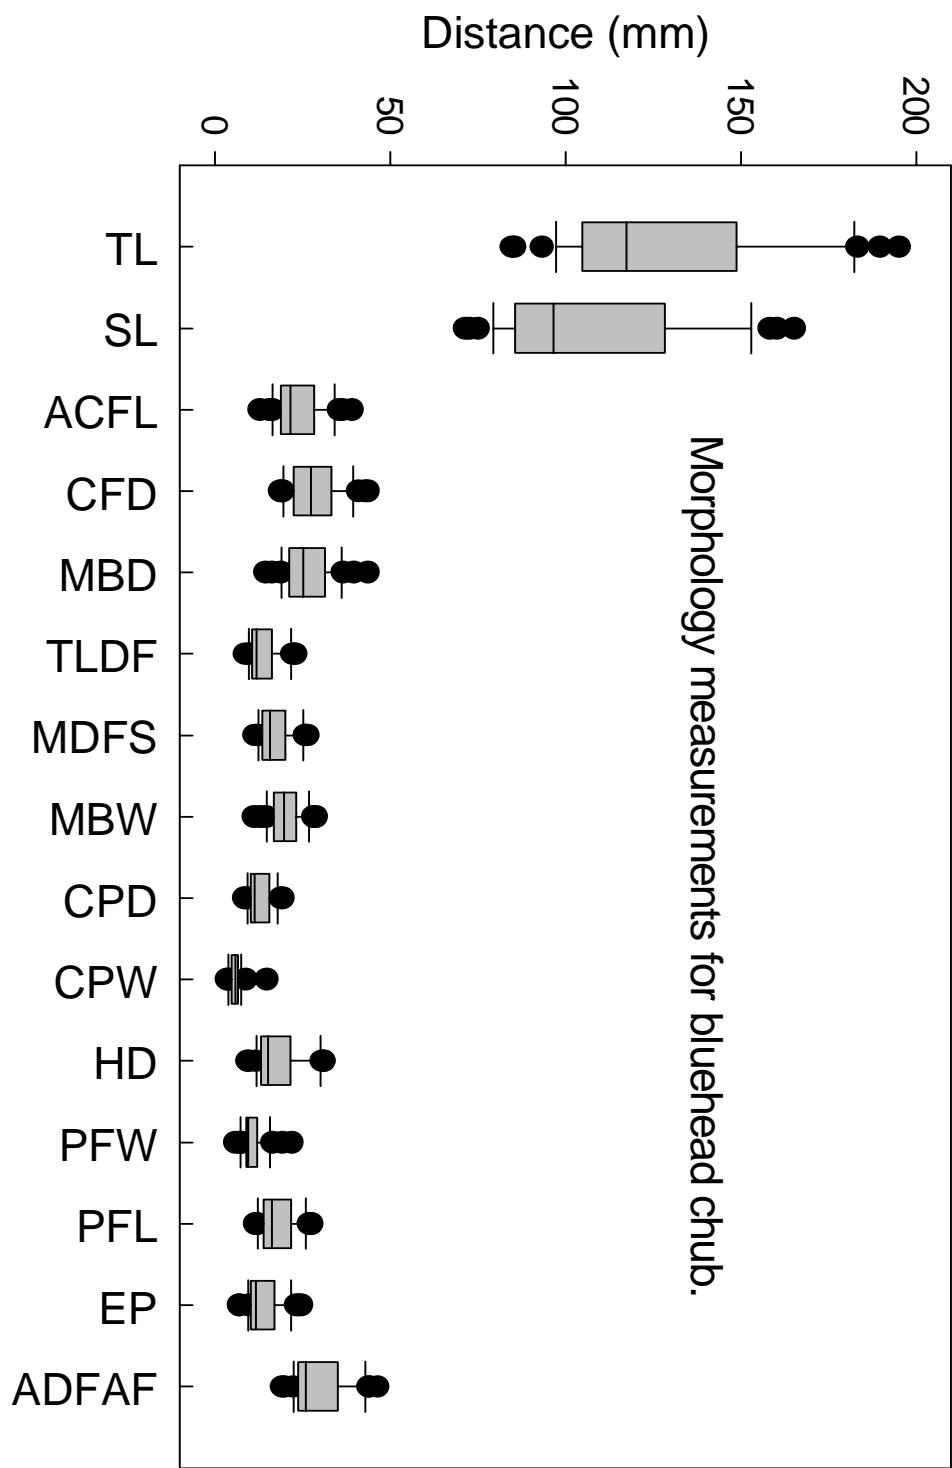 Distance (mm)
0
50
100
150
200
TL
SL
ACFL
CFD
MBD
TLDF
MDFS
MBW
CPD
CPW
HD
PFW
PFL
EP
ADFAF
Morphology measurements for bluehead chub.